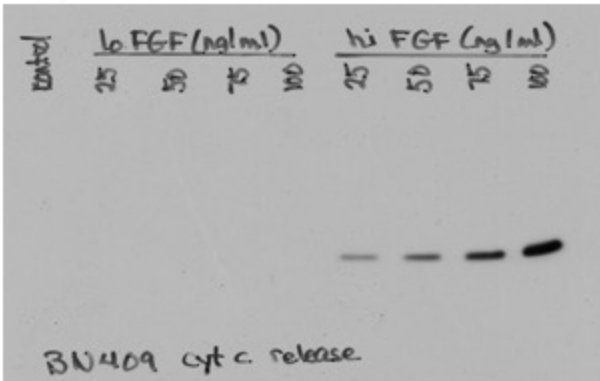 control lo FGF (ng/ml) hi FGF (ng/ml)
25 50 75 100 25 50 75 100
BN409 cyt c. release